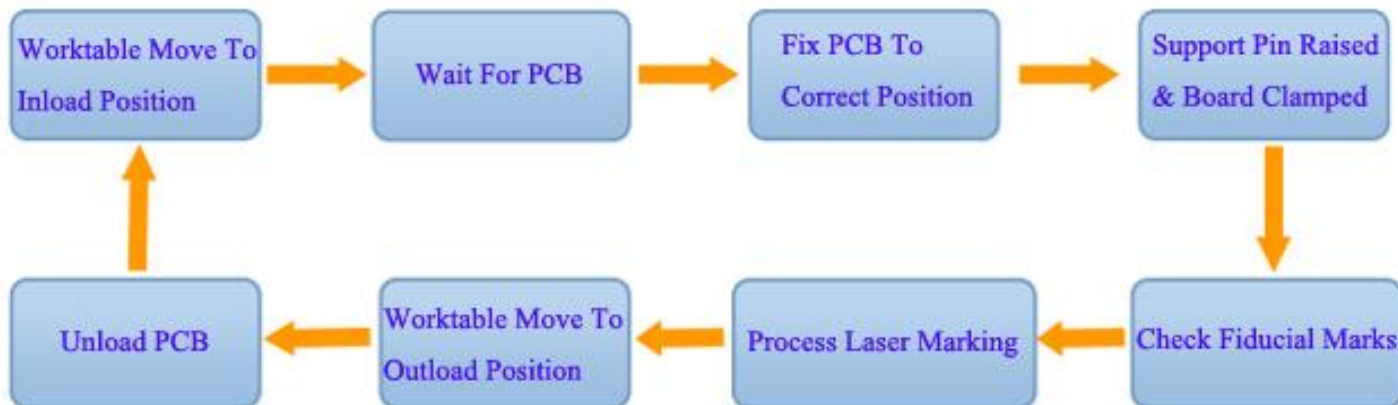 Worktable Move To
Inload Position
Wait For PCB
Fix PCB To
Correct Position
Support Pin Raised
& Board Clamped
Check Fiducial Marks
Process Laser Marking
Worktable Move To
Outload Position
Unload PCB